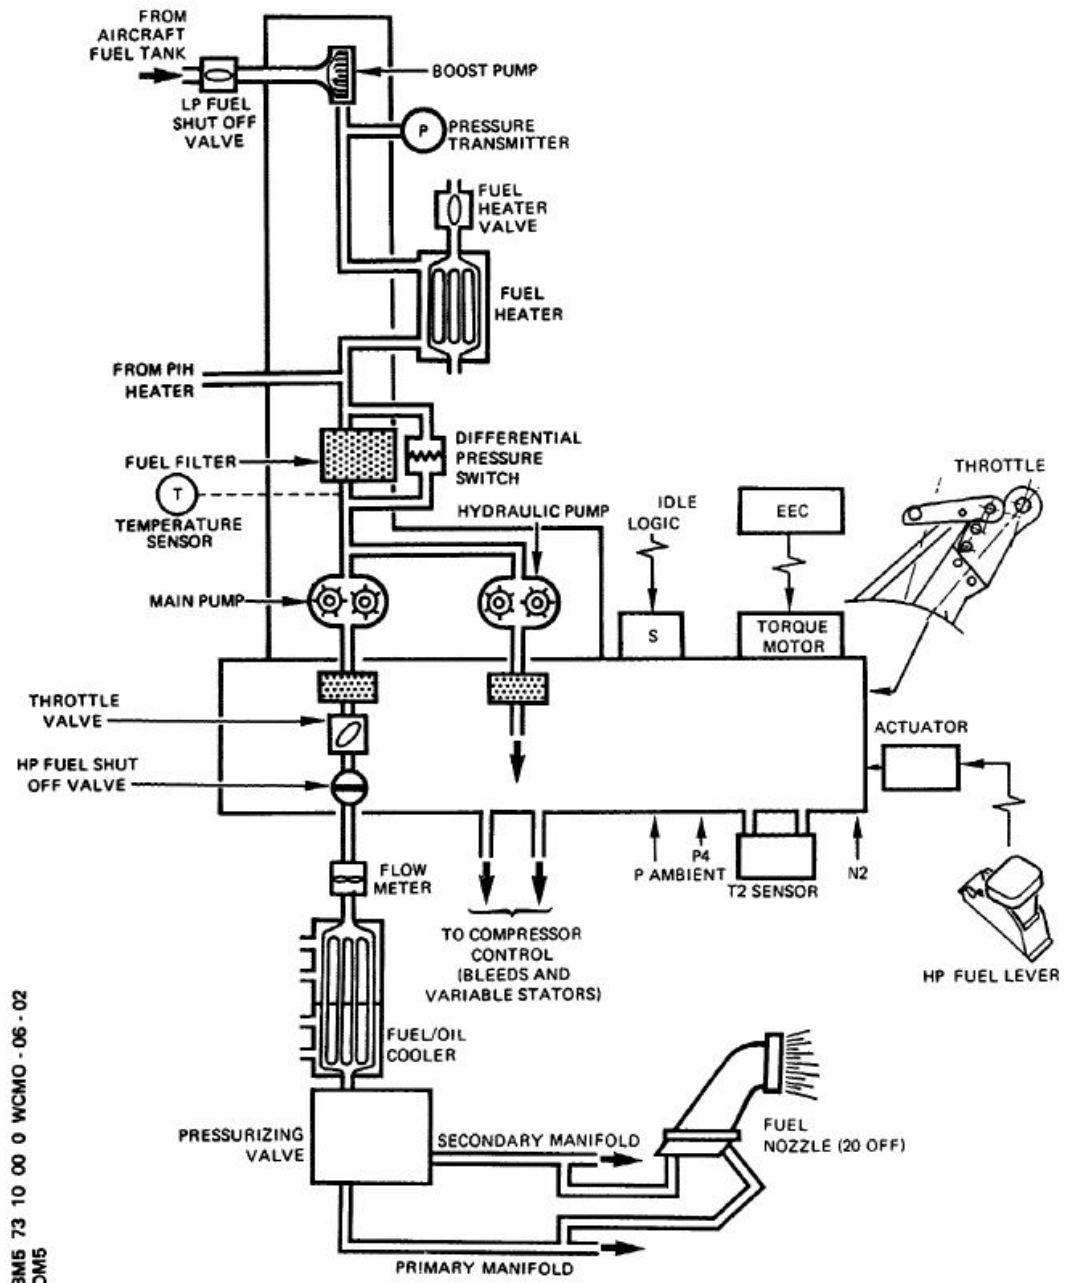 FROM
AIRCRAFT
FUEL TANK
LP FUEL
SHUT OFF
VALVE
BOOST PUMP
P
PRESSURE
TRANSMITTER
FUEL
HEATER
VALVE
FUEL
HEATER
FROM PIH
HEATER
FUEL FILTER
DIFFERENTIAL
PRESSURE
SWITCH
T
TEMPERATURE
SENSOR
HYDRAULIC PUMP
IDLE
LOGIC
EEC
THROTTLE
MAIN PUMP
S
TORQUE
MOTOR
THROTTLE
VALVE
HP FUEL SHUT
OFF VALVE
ACTUATOR
FLOW
METER
P AMBIENT
P4
T2 SENSOR
N2
TO COMPRESSOR
CONTROL
(BLEEDS AND
VARIABLE STATORS)
HP FUEL LEVER
FUEL/OIL
COOLER
PRESSURIZING
VALVE
SECONDARY MANIFOLD
FUEL
NOZZLE (20 OFF)
PRIMARY MANIFOLD
73 10 00 0 WCMO - 06 - 02